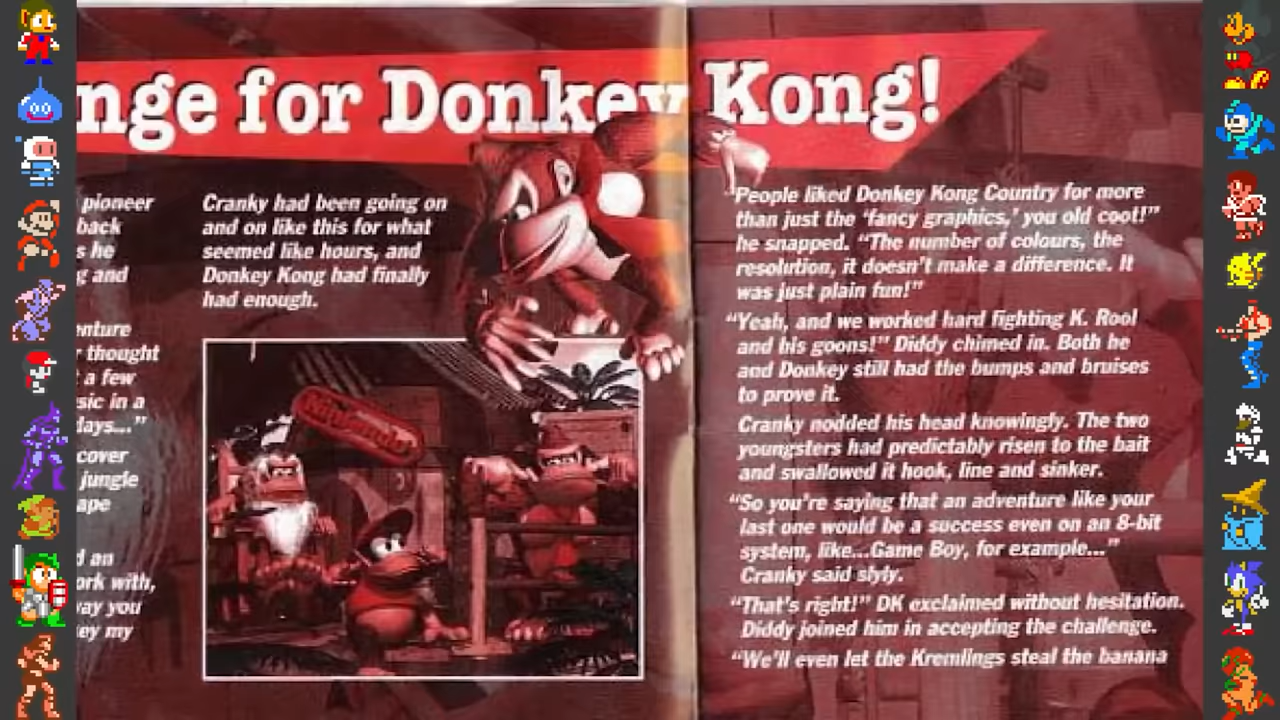 nge for Donkey Kong!
pioneer
back
s he
g and
enture
r thought
t a few
sic in a
days..."
cover
jungle
ape
d an
ork with,
way you
key my
Cranky had been going on
and on like this for what
seemed like hours, and
Donkey Kong had finally
had enough.
Nintendo
"People liked Donkey Kong Country for more
than just the 'fancy graphics,' you old coot!"
he snapped. "The number of colours, the
resolution, it doesn't make a difference. It
was just plain fun!"
"Yeah, and we worked hard fighting K. Rool
and his goons!" Diddy chimed in. Both he
and Donkey still had the bumps and bruises
to prove it.
Cranky nodded his head knowingly. The two
youngsters had predictably risen to the bait
and swallowed it hook, line and sinker.
"So you're saying that an adventure like your
last one would be a success even on an 8-bit
system, like...Game Boy, for example..."
Cranky said slyly.
"That's right!" DK exclaimed without hesitation.
Diddy joined him in accepting the challenge.
"We'll even let the Kremlings steal the banana